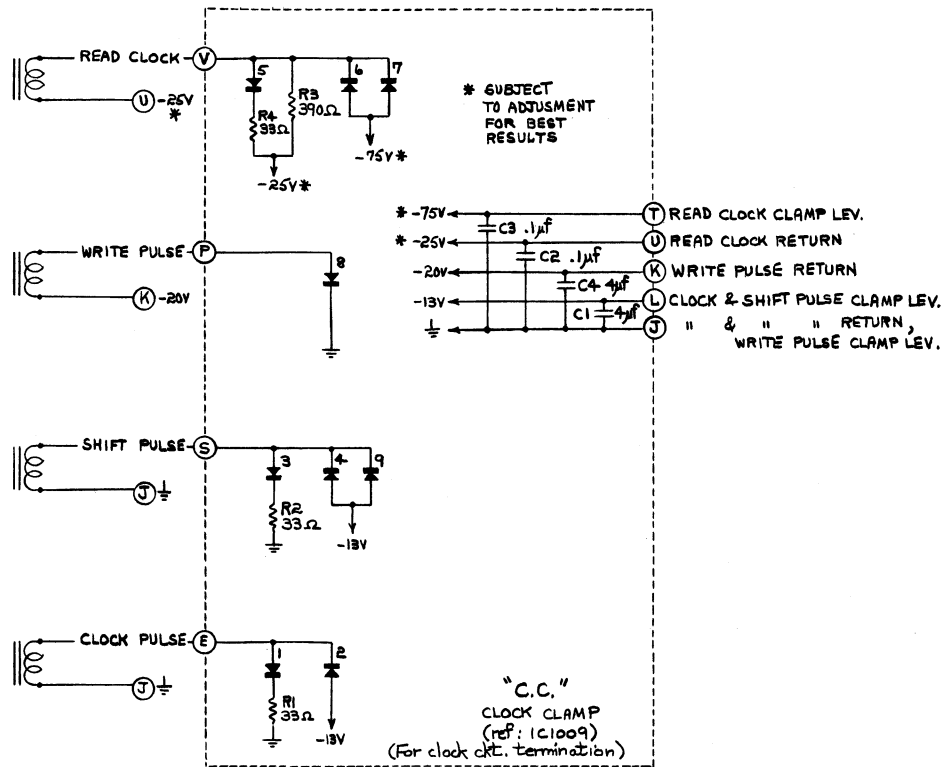 READ CLOCK V
U -25V
*
5
R4
33Ω
R3
390Ω
6
7
-25V*
-75V*
* SUBJECT
TO ADJUSMENT
FOR BEST
RESULTS
* -75V T READ CLOCK CLAMP LEV.
C3 .1µf
* -25V U READ CLOCK RETURN
C2 .1µf
-20V K WRITE PULSE RETURN
C4 4µf
-13V L CLOCK & SHIFT PULSE CLAMP LEV.
C1 4µf
J " & " " RETURN,
WRITE PULSE CLAMP LEV.
WRITE PULSE P
K -20V
8
SHIFT PULSE S
J
3
R2
33Ω
4
9
-13V
CLOCK PULSE E
J
1
R1
33Ω
2
-13V
"C.C."
CLOCK CLAMP
(ref: 1C1009)
(For clock ckt. termination)